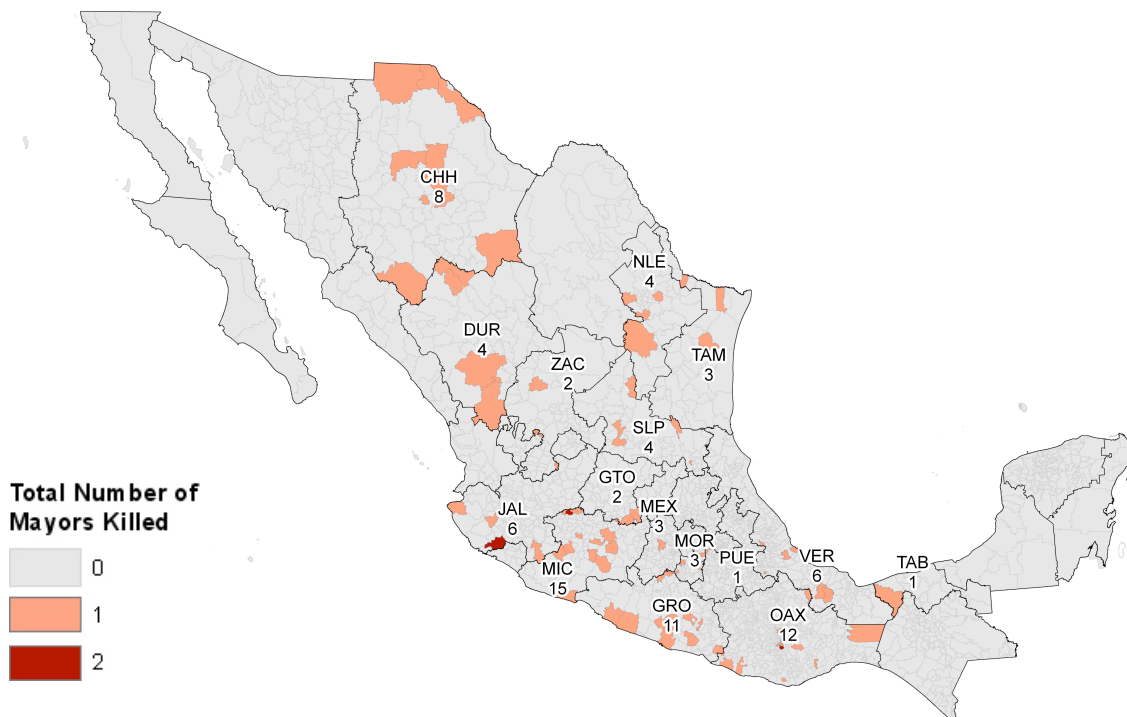 CHH
8
NLE
4
DUR
4
ZAC
2
TAM
3
SLP
4
GTO
2
JAL
6
MEX
3
MOR
3
PUE
1
VER
6
TAB
1
MIC
15
GRO
11
OAX
12
Total Number of
Mayors Killed
0
1
2